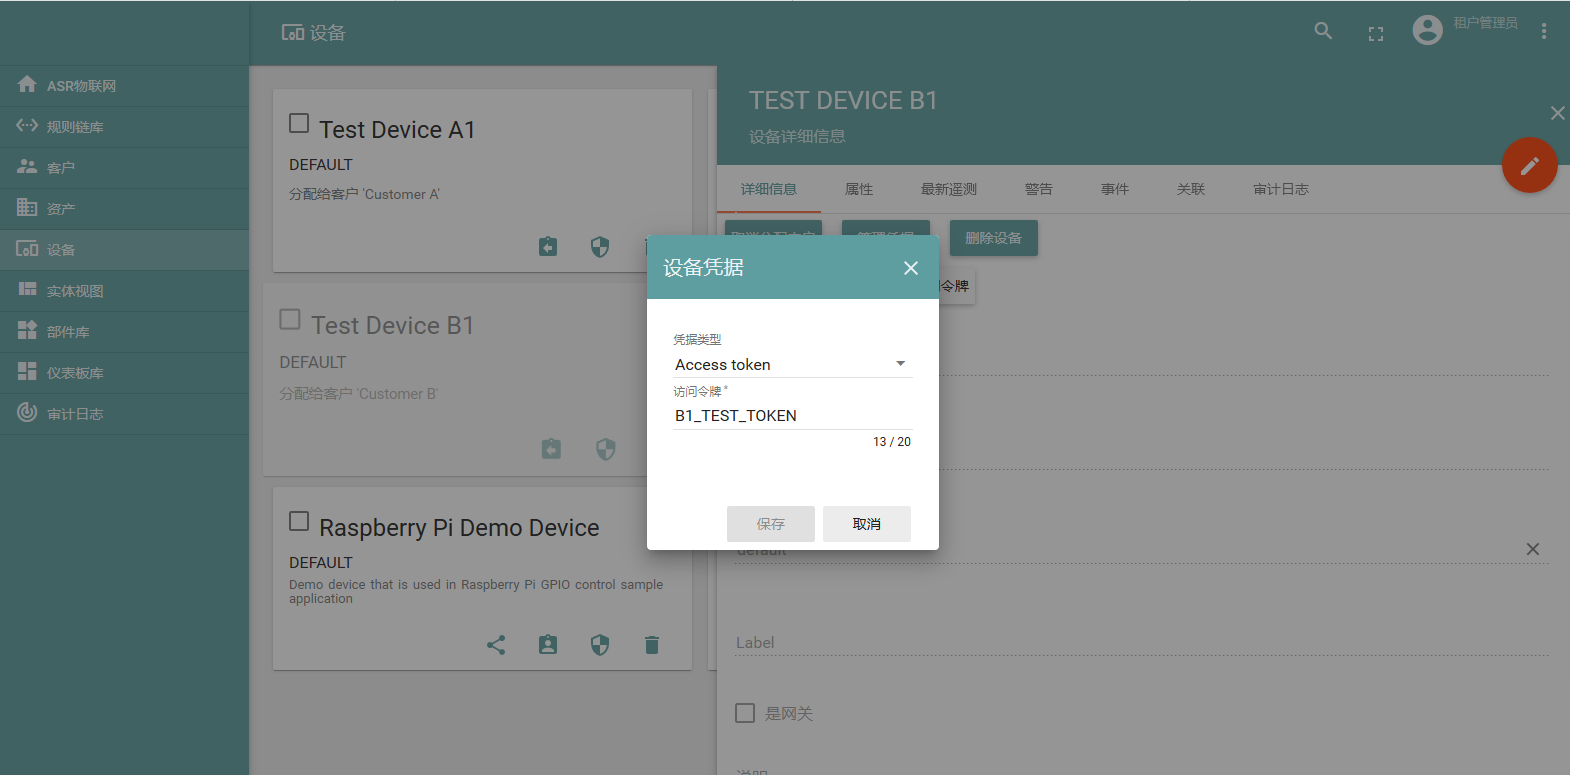 设备
租户管理员
ASR物联网
规则链库
客户
资产
设备
实体视图
部件库
仪表板库
审计日志
Test Device A1
DEFAULT
分配给客户 'Customer A'
Test Device B1
DEFAULT
分配给客户 'Customer B'
Raspberry Pi Demo Device
DEFAULT
Demo device that is used in Raspberry Pi GPIO control sample
application
TEST DEVICE B1
设备详细信息
详细信息 属性 最新遥测 警告 事件 关联 审计日志
删除设备
令牌
设备凭据
凭据类型
Access token
访问令牌 *
B1_TEST_TOKEN
13 / 20
保存 取消
default
Label
是网关